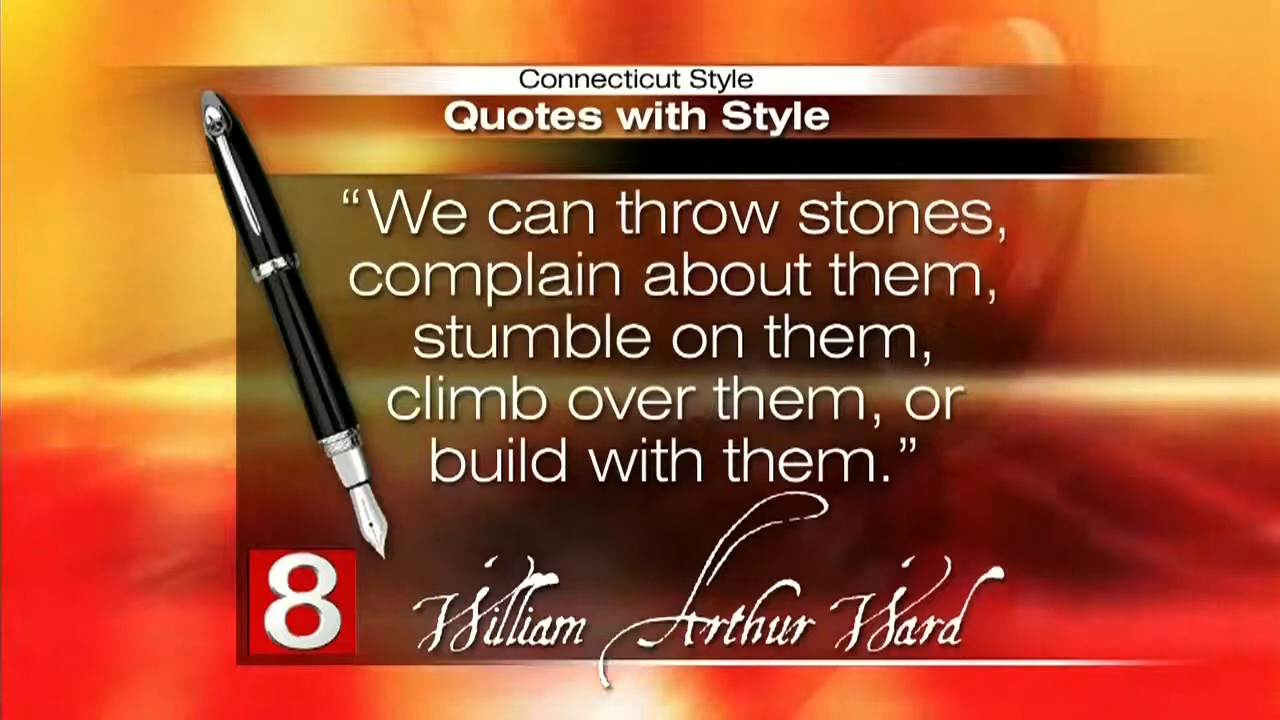 Connecticut Style
Quotes with Style
“We can throw stones,
complain about them,
stumble on them,
climb over them, or
build with them.”
William Arthur Ward
8